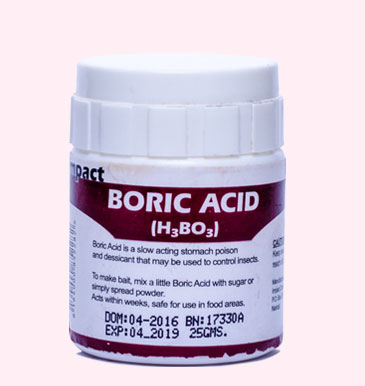 mpact
BORIC ACID
(H₃BO₃)
Boric Acid is a slow acting stomach poison
and dessicant that may be used to control insects.
To make bait, mix a little Boric Acid with sugar or
simply spread powder.
Acts within weeks, safe for use in food areas.
DOM:04-2016 BN:17330A
EXP:04_2019 25GMS.